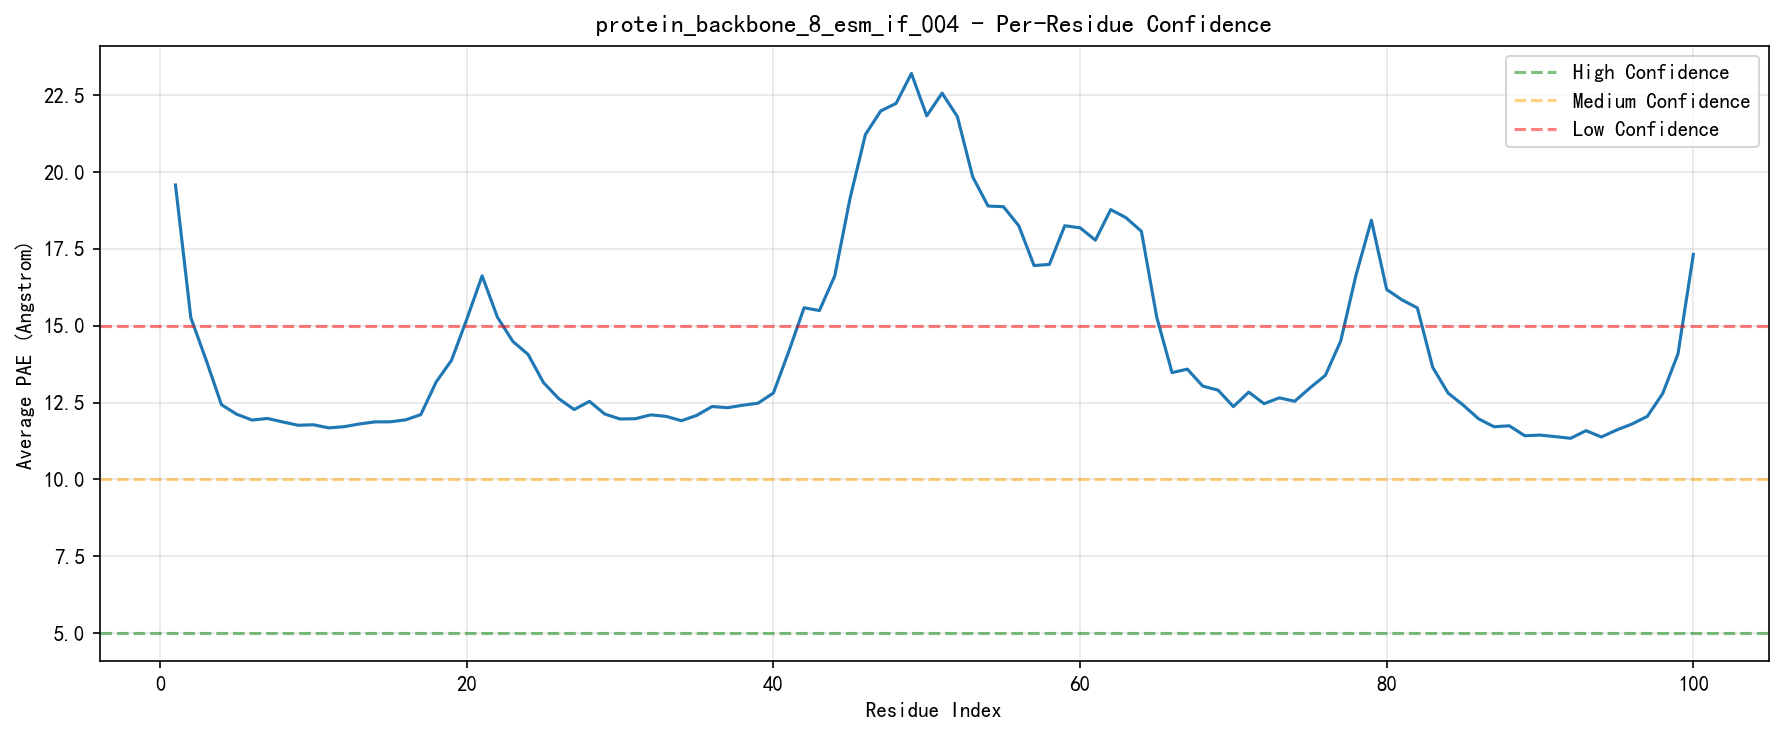 protein_backbone_8_esm_if_004 - Per-Residue Confidence
High Confidence
Medium Confidence
Low Confidence
Average PAE (Angstrom)
22.5
20.0
17.5
15.0
12.5
10.0
7.5
5.0
0 20 40 60 80 100
Residue Index